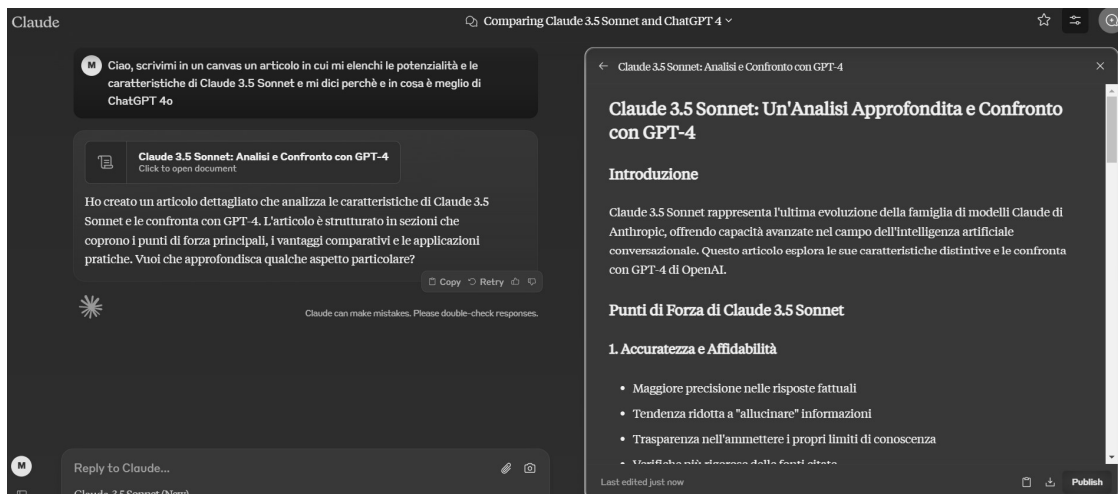 Claude
Comparing Claude 3.5 Sonnet and ChatGPT 4
M
Ciao, scrivimi in un canvas un articolo in cui mi elenchi le potenzialità e le
caratteristiche di Claude 3.5 Sonnet e mi dici perchè e in cosa è meglio di
ChatGPT 4o
Claude 3.5 Sonnet: Analisi e Confronto con GPT-4
Click to open document
Ho creato un articolo dettagliato che analizza le caratteristiche di Claude 3.5
Sonnet e le confronta con GPT-4. L'articolo è strutturato in sezioni che
coprono i punti di forza principali, i vantaggi comparativi e le applicazioni
pratiche. Vuoi che approfondisca qualche aspetto particolare?
Copy Retry
Claude can make mistakes. Please double-check responses.
M
Reply to Claude...
Claude 3.5 Sonnet (New)
Claude 3.5 Sonnet: Analisi e Confronto con GPT-4
Claude 3.5 Sonnet: Un'Analisi Approfondita e Confronto
con GPT-4
Introduzione
Claude 3.5 Sonnet rappresenta l'ultima evoluzione della famiglia di modelli Claude di
Anthropic, offrendo capacità avanzate nel campo dell'intelligenza artificiale
conversazionale. Questo articolo esplora le sue caratteristiche distintive e le confronta
con GPT-4 di OpenAI.
Punti di Forza di Claude 3.5 Sonnet
1. Accuratezza e Affidabilità
• Maggiore precisione nelle risposte fattuali
• Tendenza ridotta a "allucinare" informazioni
• Trasparenza nell'ammettere i propri limiti di conoscenza
• Verifiche più rigorose delle fonti citate
Last edited just now
Publish